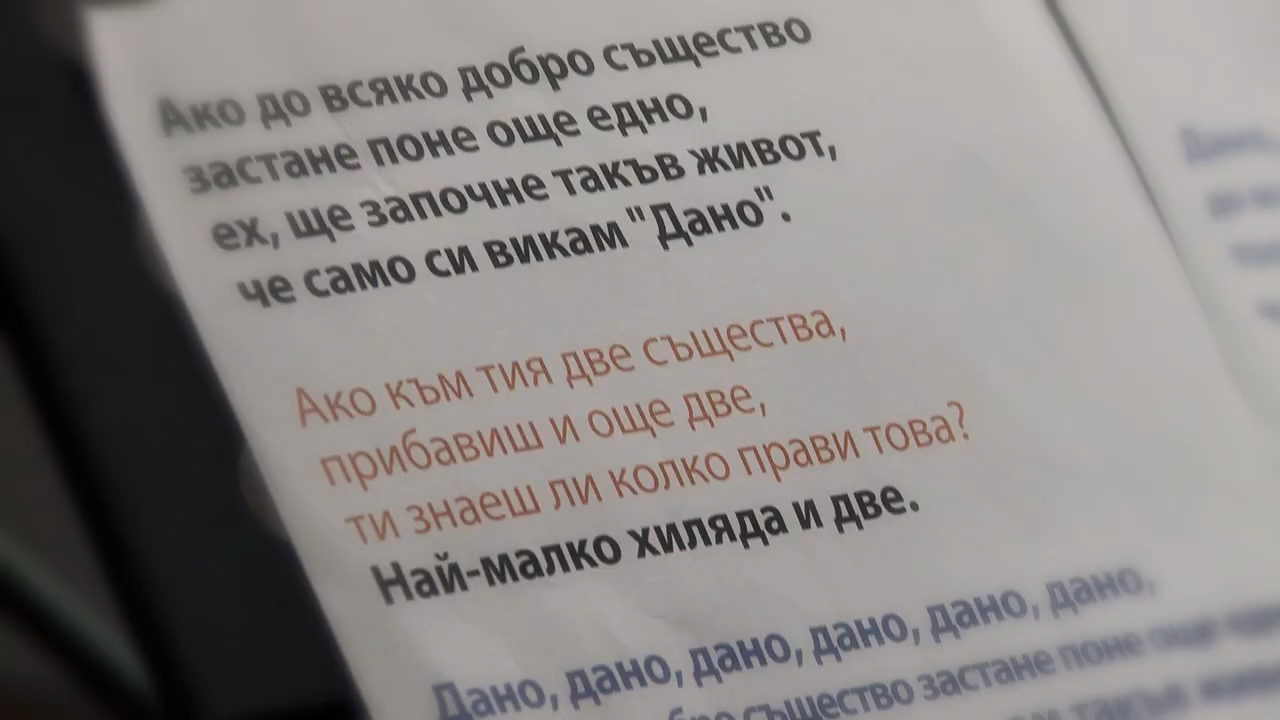 Ако до всяко добро същество
застане поне още едно,
ех, ще започне такъв живот,
че само си викам "Дано".
Ако към тия две същества,
прибавиш и още две,
ти знаеш ли колко прави това?
Най-малко хиляда и две.
Дано, дано, дано, дано, дано, дано,
същество застане поне още